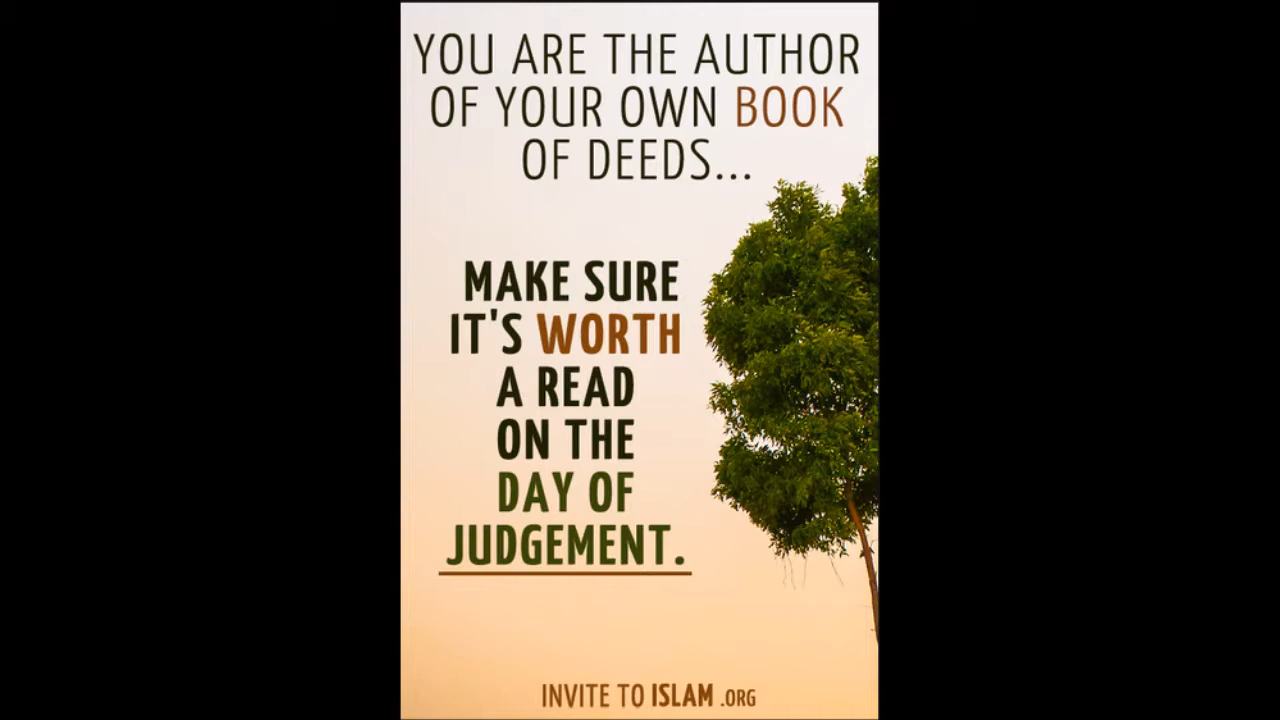 YOU ARE THE AUTHOR
OF YOUR OWN BOOK
OF DEEDS...
MAKE SURE
IT'S WORTH
A READ
ON THE
DAY OF
JUDGEMENT.
INVITE TO ISLAM .ORG